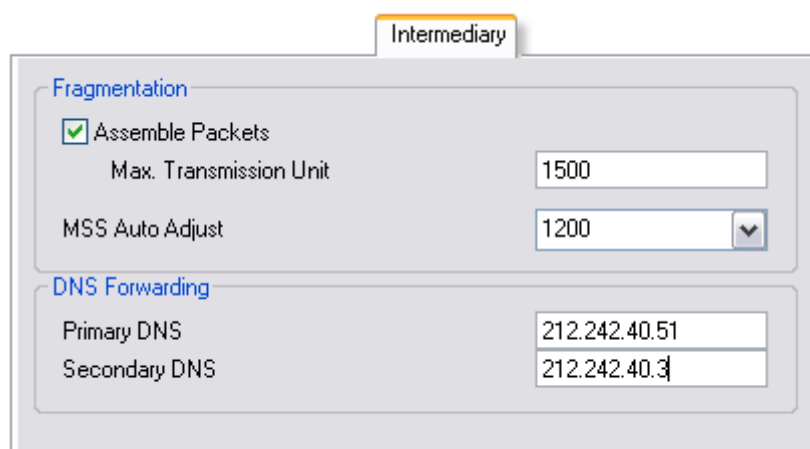 Intermediary
Fragmentation
Assemble Packets
Max. Transmission Unit 1500
MSS Auto Adjust 1200
DNS Forwarding
Primary DNS 212.242.40.51
Secondary DNS 212.242.40.3